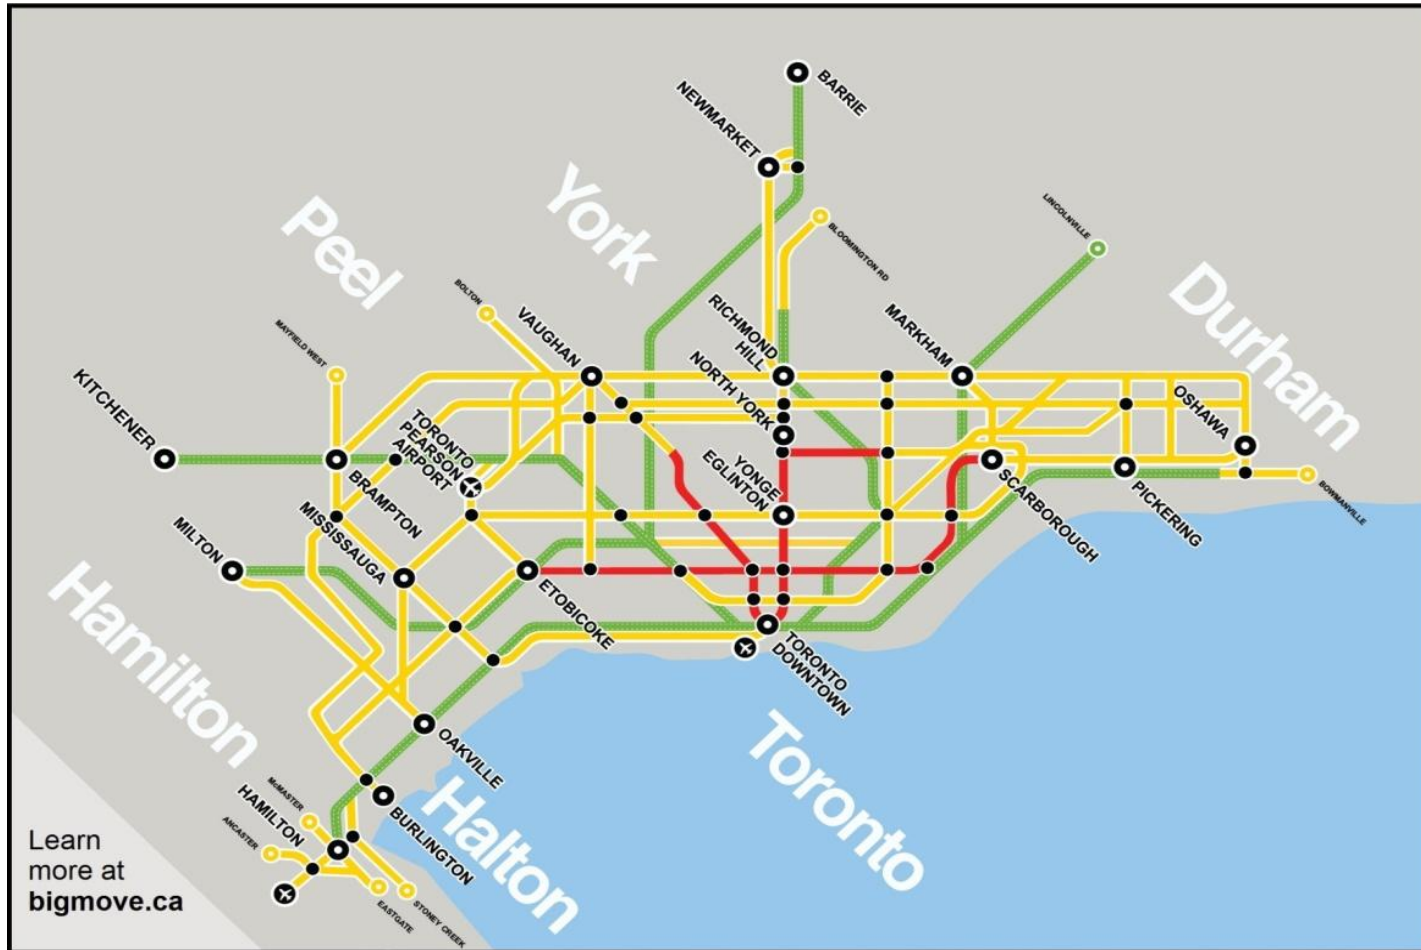 BARRIE
NEWMARKET
York
Peel
BLOOMINGTON RD
LINCOLNVILLE
Durham
BOLTON
VAUGHAN
RICHMOND
HILL
MARKHAM
MAYFIELD WEST
NORTH YORK
OSHAWA
KITCHENER
TORONTO
PEARSON
AIRPORT
YONGE
EGLINTON
BRAMPTON
SCARBOROUGH
PICKERING
BOWMANVILLE
MISSISSAUGA
MILTON
ETOBICOKE
Hamilton
TORONTO
DOWNTOWN
OAKVILLE
Toronto
McMASTER
HAMILTON
BURLINGTON
Halton
ANCASTER
EASTGATE
STONEY CREEK
Learn
more at
bigmove.ca